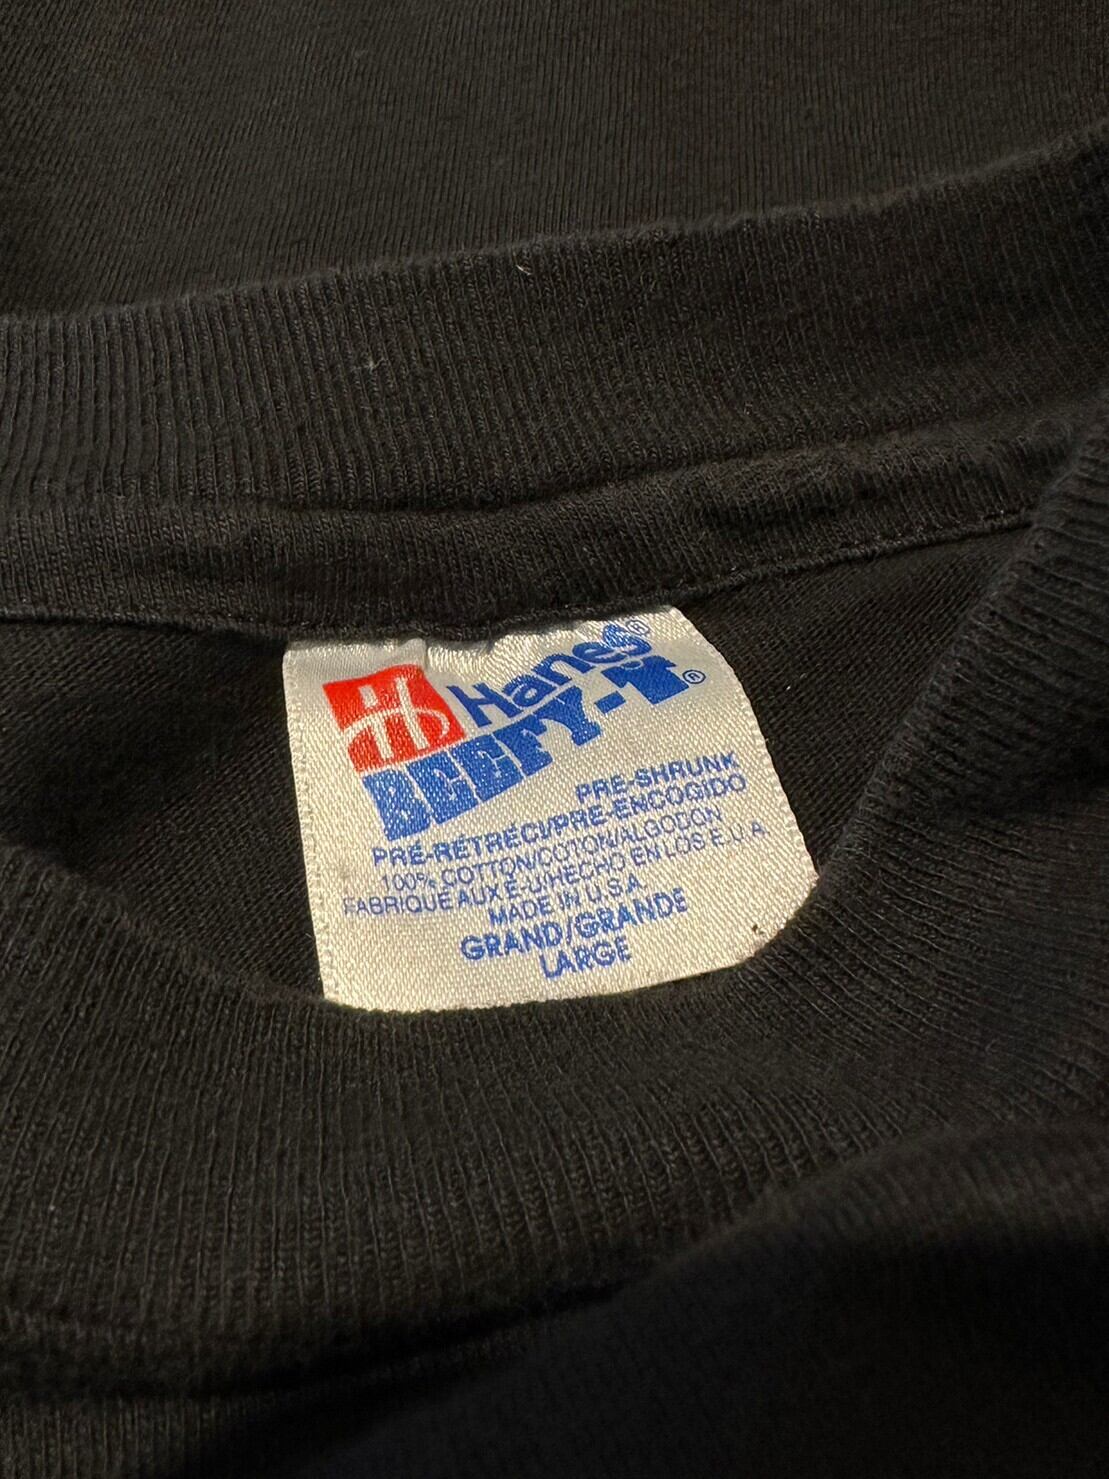 Hanes®
BEEFY-T®
PRE-SHRUNK
PRÉ-RÉTRÉCI/PRE-ENCOGIDO
100% COTTON/COTON/ALGODON
FABRIQUÉ AUX É-U/HECHO EN LOS E.U.A.
MADE IN U.S.A.
GRAND/GRANDE
LARGE